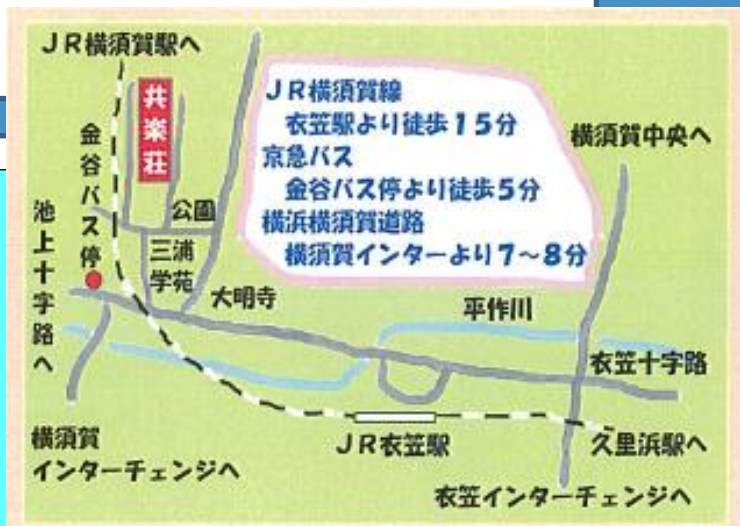 JR横須賀駅へ
共楽荘
金谷バス停
池上十字路へ
公園
三浦
学苑
大明寺
JR横須賀線
衣笠駅より徒歩15分
京急バス
金谷バス停より徒歩5分
横浜横須賀道路
横須賀インターより7～8分
横須賀中央へ
平作川
衣笠十字路
横須賀
インターチェンジへ
JR衣笠駅
久里浜駅へ
衣笠インターチェンジへ